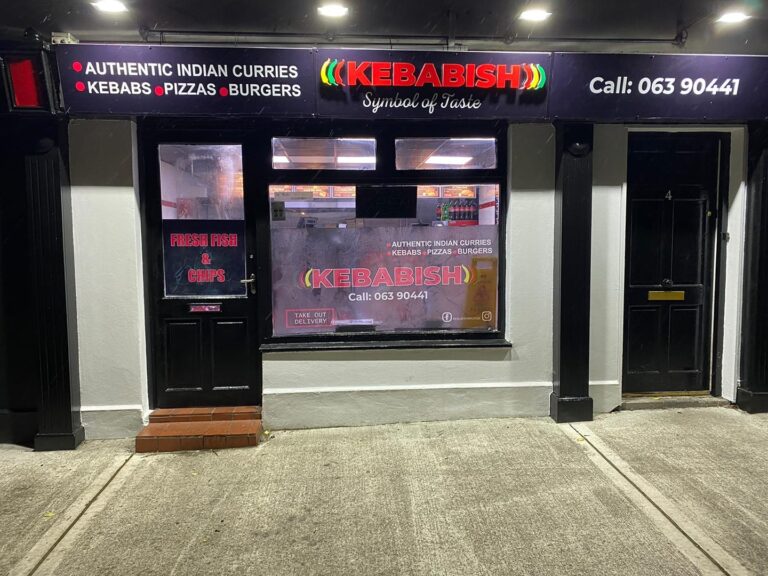 AUTHENTIC INDIAN CURRIES
KEBABS PIZZAS BURGERS
KEBABISH
Symbol of Taste
Call: 063 90441
4
FRESH FISH
&
CHIPS
AUTHENTIC INDIAN CURRIES
KEBABS PIZZAS BURGERS
KEBABISH
Call: 063 90441
TAKE OUT
DELIVERY